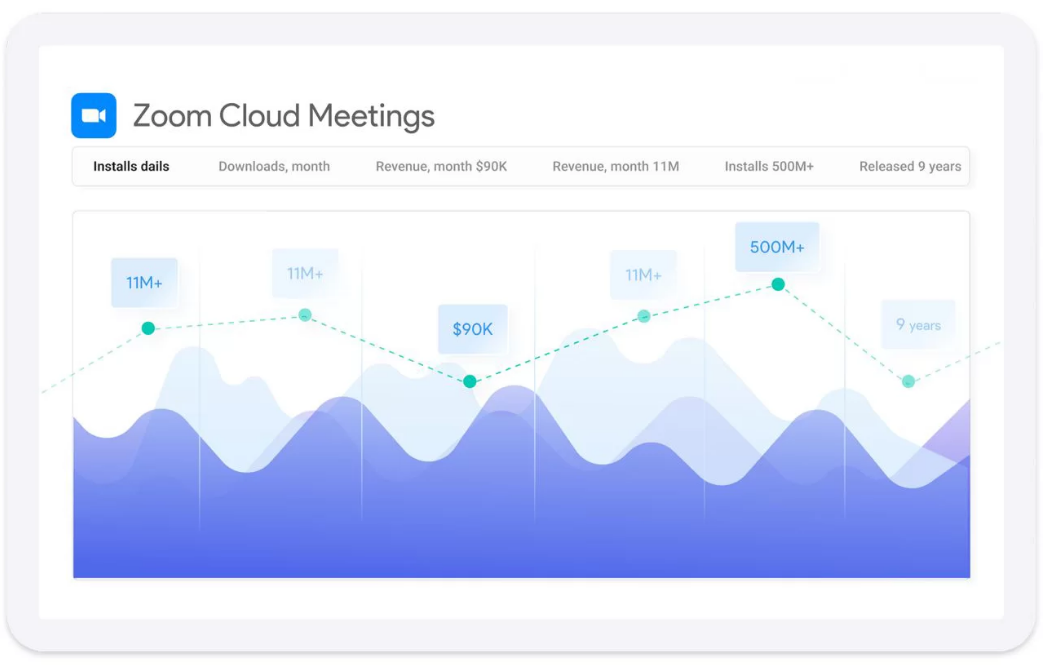 Zoom Cloud Meetings
Installs dails
Downloads, month
Revenue, month $90K
Revenue, month 11M
Installs 500M+
Released 9 years
11M+
11M+
$90K
11M+
500M+
9 years